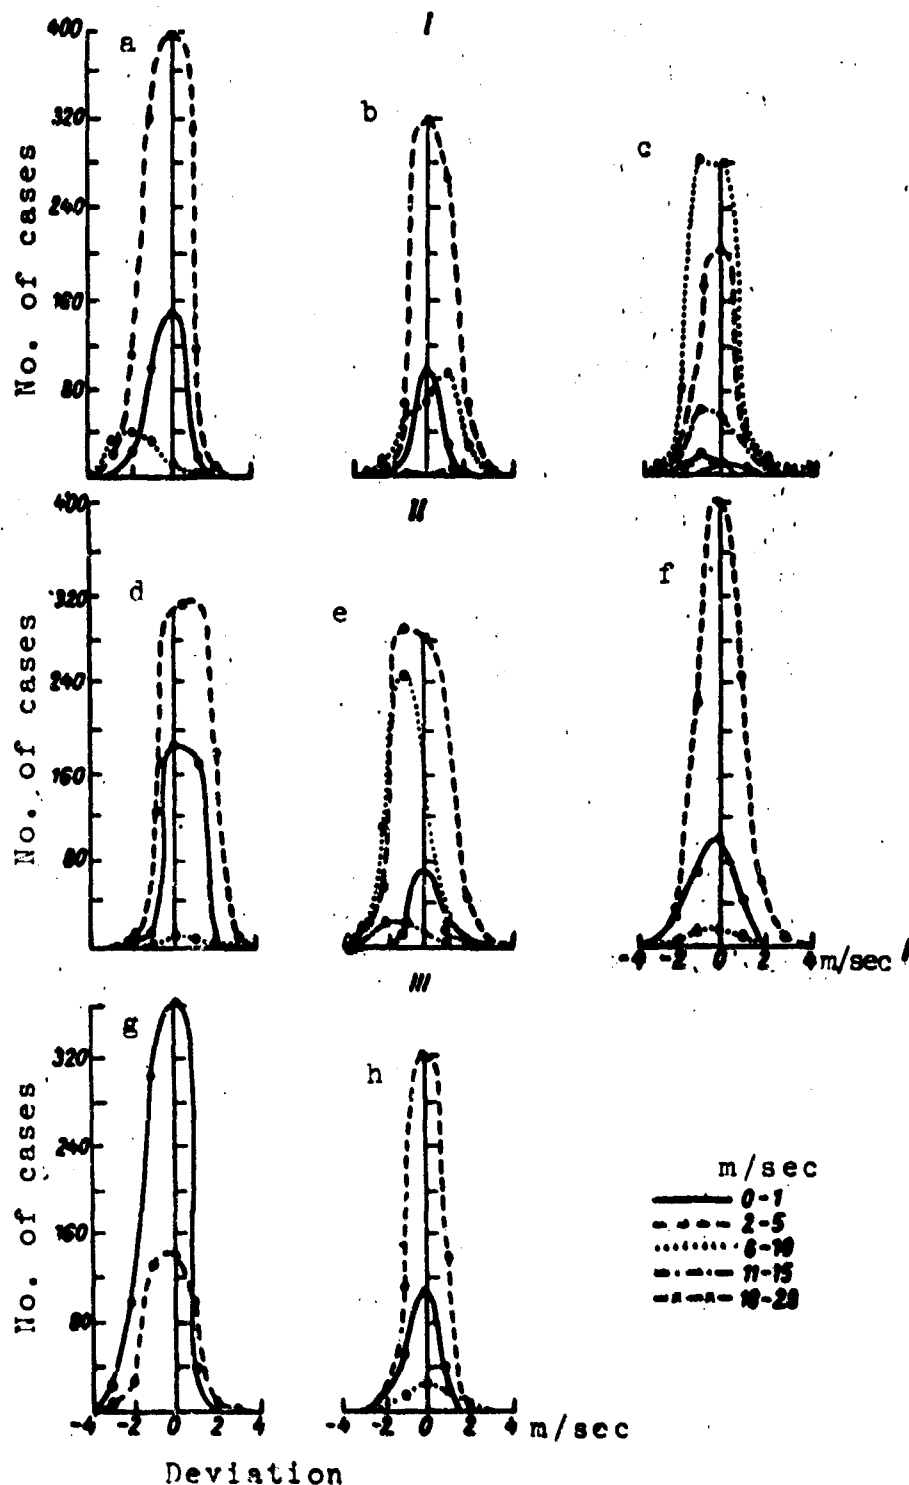 I
400 a
b
320
c
240
160
80
No. of cases
II
400
f
d
320
e
240
160
80
No. of cases
-4 -2 0 2 4 m/sec
III
g
320
h
240
160
80
No. of cases
-4 -2 0 2 4
-4 -2 0 2 4 m/sec
Deviation
m/sec
0-1
2-5
6-10
11-15